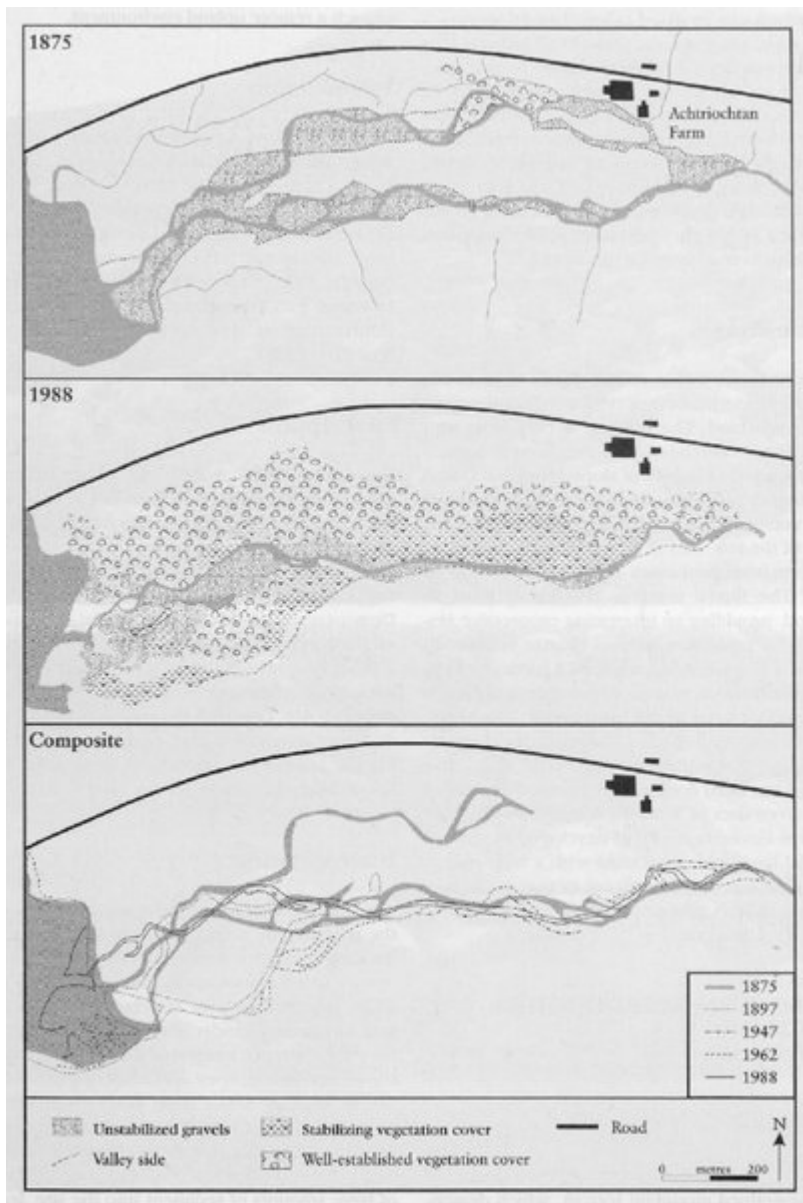 1875
Achtriochtan
Farm
1988
Composite
1875
1897
1947
1962
1988
Unstabilized gravels
Stabilizing vegetation cover
Road
N
Valley side
Well-established vegetation cover
0 metres 200